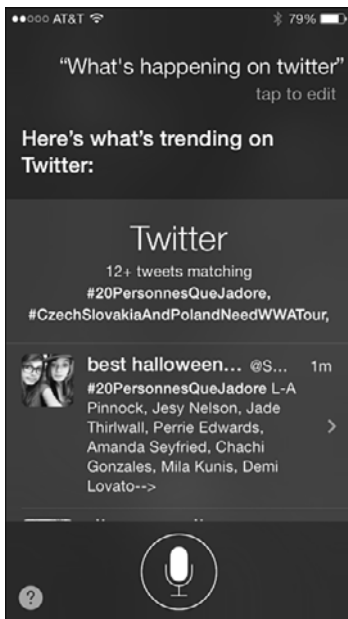 AT&T 79%
“What's happening on twitter”
tap to edit
Here's what's trending on
Twitter:
Twitter
12+ tweets matching
#20PersonnesQueJadore,
#CzechSlovakiaAndPolandNeedWWATour,
best halloween... @S... 1m
#20PersonnesQueJadore L-A
Pinnock, Jesy Nelson, Jade
Thirlwall, Perrie Edwards,
Amanda Seyfried, Chachi
Gonzales, Mila Kunis, Demi
Lovato-->
?